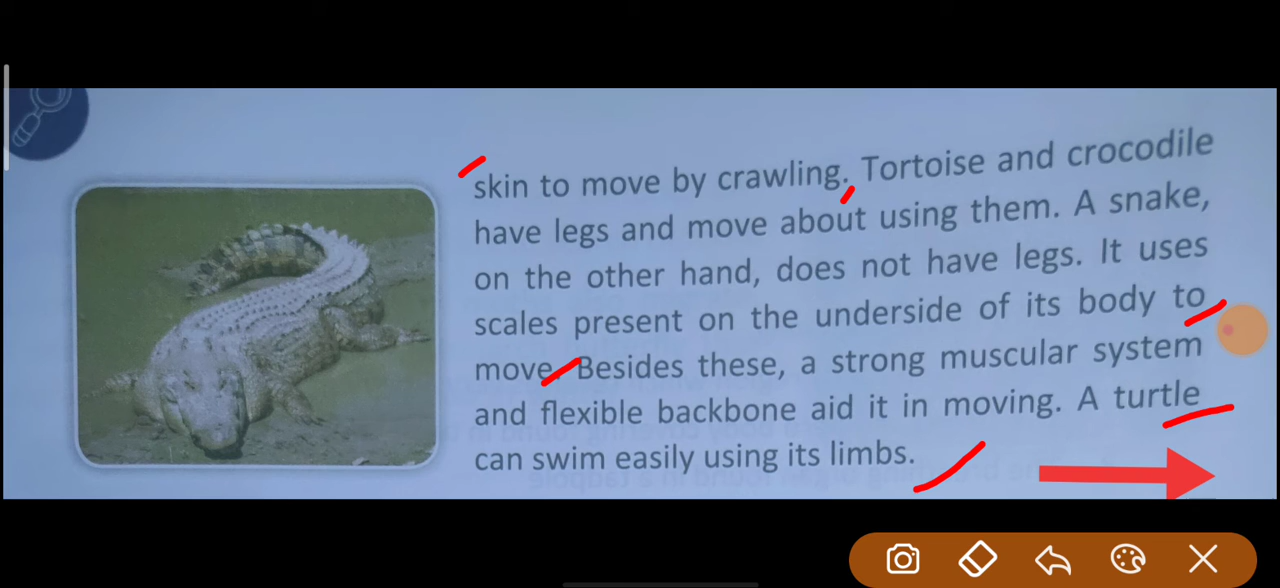 skin to move by crawling. Tortoise and crocodile
have legs and move about using them. A snake,
on the other hand, does not have legs. It uses
scales present on the underside of its body to
move. Besides these, a strong muscular system
and flexible backbone aid it in moving. A turtle
can swim easily using its limbs.